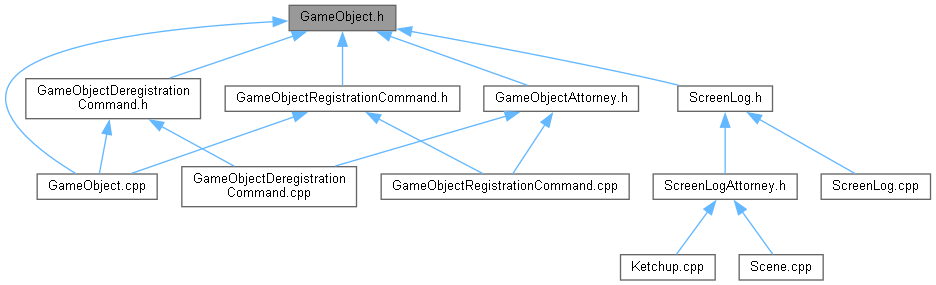 GameObject.h
GameObjectDeregistration
Command.h
GameObjectRegistrationCommand.h
GameObjectAttorney.h
ScreenLog.h
GameObject.cpp
GameObjectDeregistration
Command.cpp
GameObjectRegistrationCommand.cpp
ScreenLogAttorney.h
ScreenLog.cpp
Ketchup.cpp
Scene.cpp